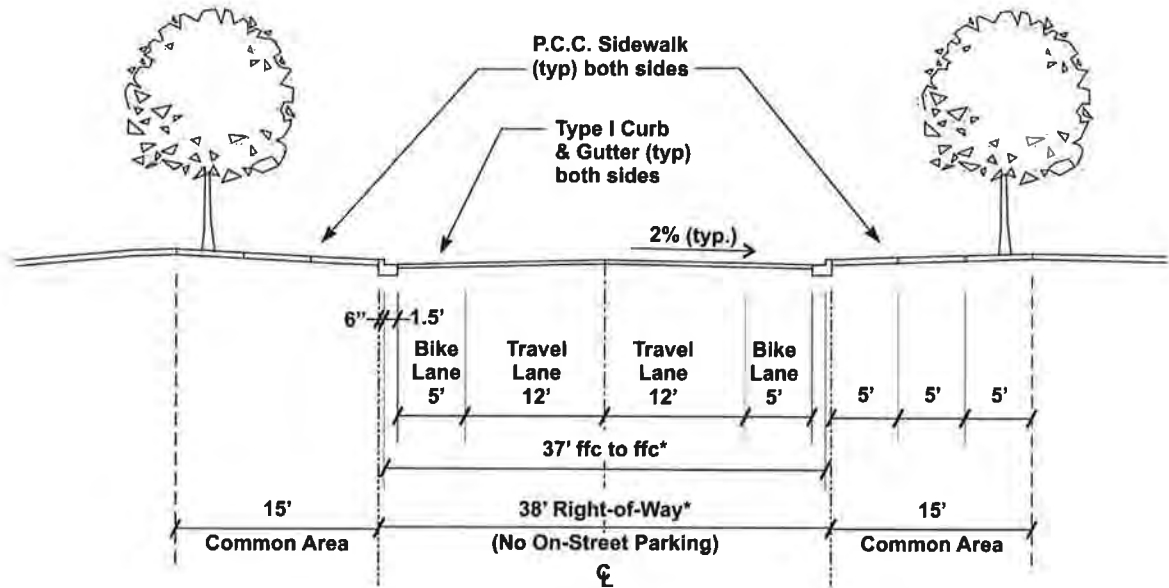 P.C.C. Sidewalk
(typ) both sides
Type I Curb
& Gutter (typ)
both sides
2% (typ.)
6” 1.5’
Bike
Lane
5’
Travel
Lane
12’
Travel
Lane
12’
Bike
Lane
5’
5’ 5’ 5’
37’ ffc to ffc*
15’
Common Area
38’ Right-of-Way*
(No On-Street Parking)
15’
Common Area
℄